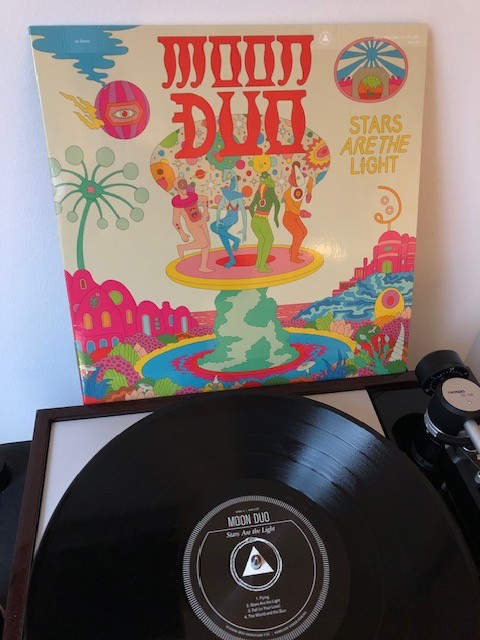 MOON
DUO
STARS
ARE THE
LIGHT
MOON DUO
Stars Are the Light
1. Flying
2. Stars Are the Light
3. Fall (In Your Love)
4. The World and the Sun